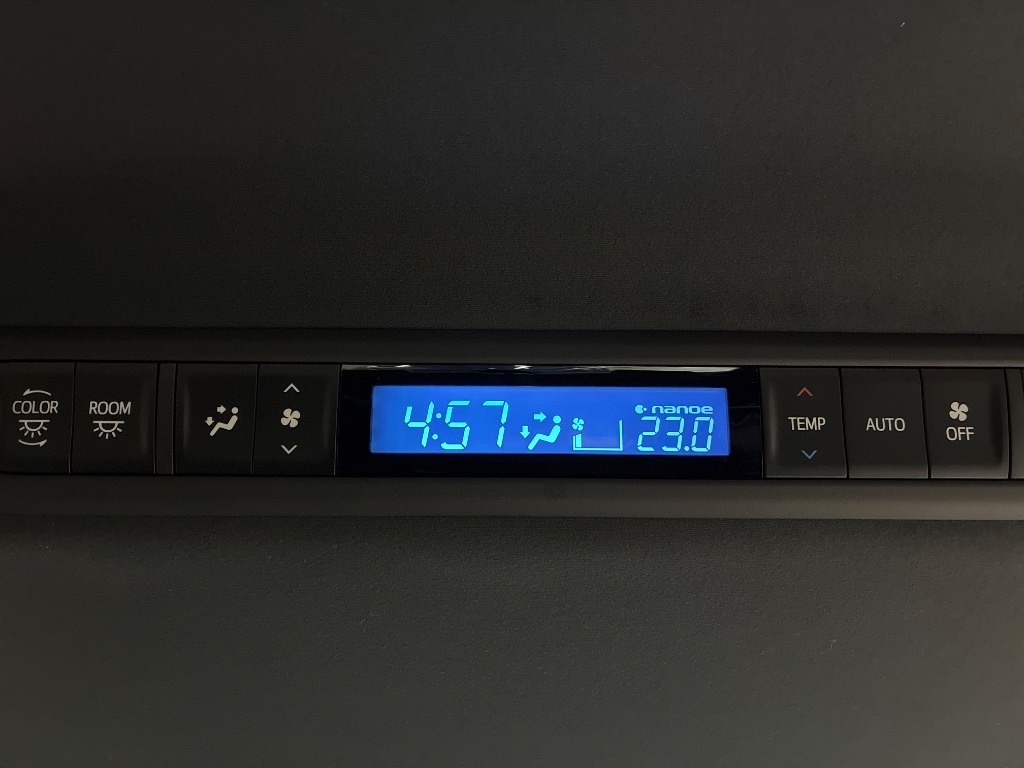 COLOR
ROOM
4:57
nanoe
23.0
TEMP
AUTO
OFF